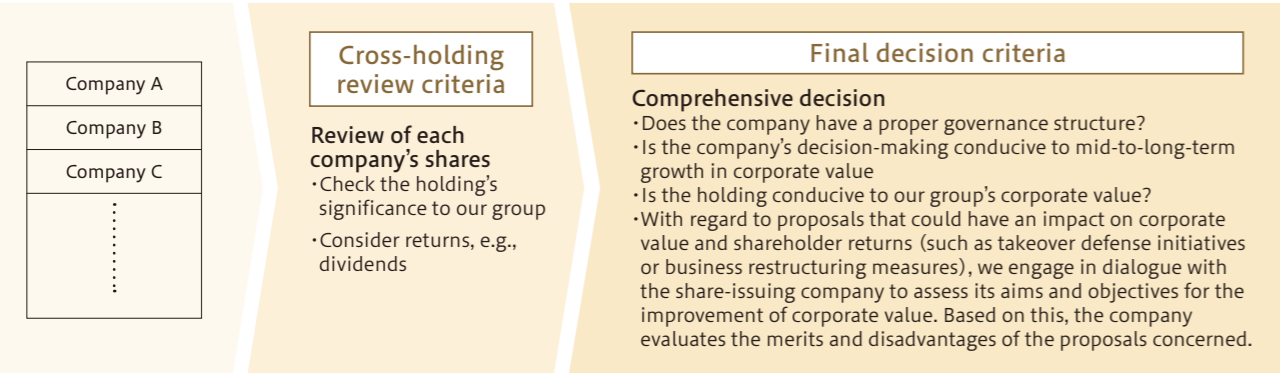 Company A
Company B
Company C
Cross-holding
review criteria
Review of each
company's shares
・Check the holding's
significance to our group
・Consider returns, e.g.,
dividends
Final decision criteria
Comprehensive decision
・Does the company have a proper governance structure?
・Is the company's decision-making conducive to mid-to-long-term
growth in corporate value
・Is the holding conducive to our group's corporate value?
・With regard to proposals that could have an impact on corporate
value and shareholder returns (such as takeover defense initiatives
or business restructuring measures), we engage in dialogue with
the share-issuing company to assess its aims and objectives for the
improvement of corporate value. Based on this, the company
evaluates the merits and disadvantages of the proposals concerned.